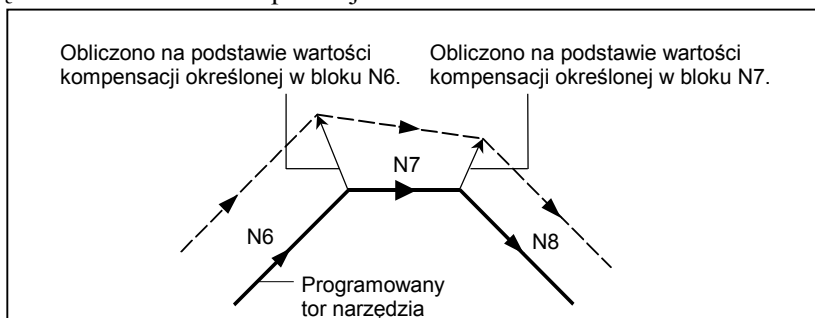 Obliczono na podstawie wartości
kompensacji określonej w bloku N6.
Obliczono na podstawie wartości
kompensacji określonej w bloku N7.
N7
N6
N8
Programowany
tor narzędzia